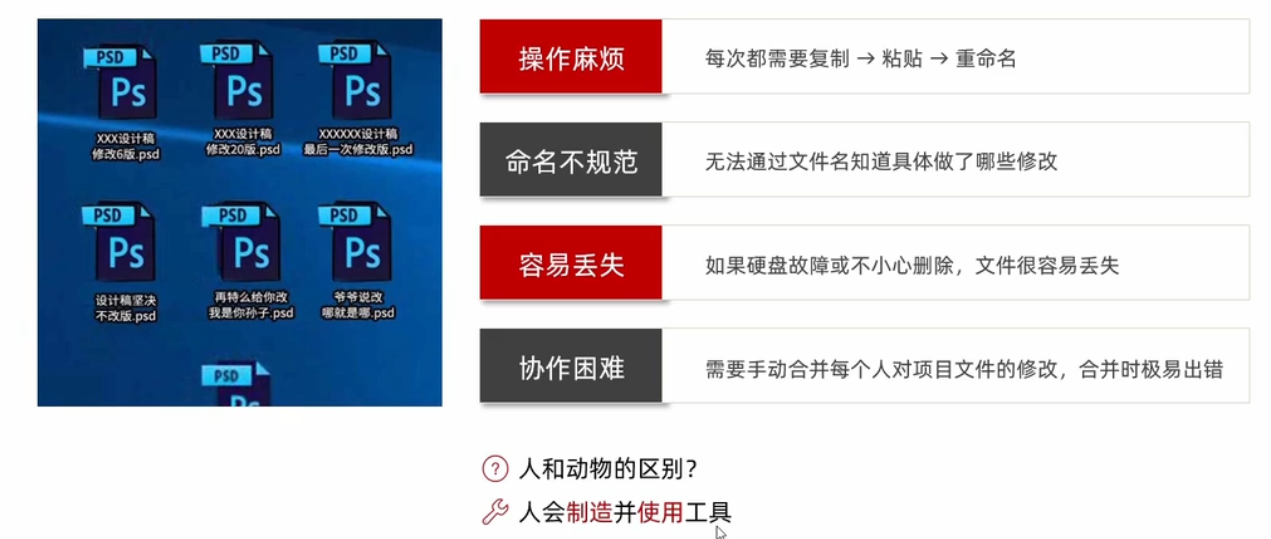 PSD
Ps
PSD
Ps
PSD
Ps
XXX设计稿
修改6版.psd
XXX设计稿
修改20版.psd
XXXXXX设计稿
最后一次修改版.psd
PSD
Ps
PSD
Ps
PSD
Ps
设计稿坚决
不改版.psd
再特么给你改
我是你孙子.psd
爷爷说改
哪就是哪.psd
PSD
Ps
操作麻烦
每次都需要复制 → 粘贴 → 重命名
命名不规范
无法通过文件名知道具体做了哪些修改
容易丢失
如果硬盘故障或不小心删除，文件很容易丢失
协作困难
需要手动合并每个人对项目文件的修改，合并时极易出错
? 人和动物的区别？
人会制造并使用工具